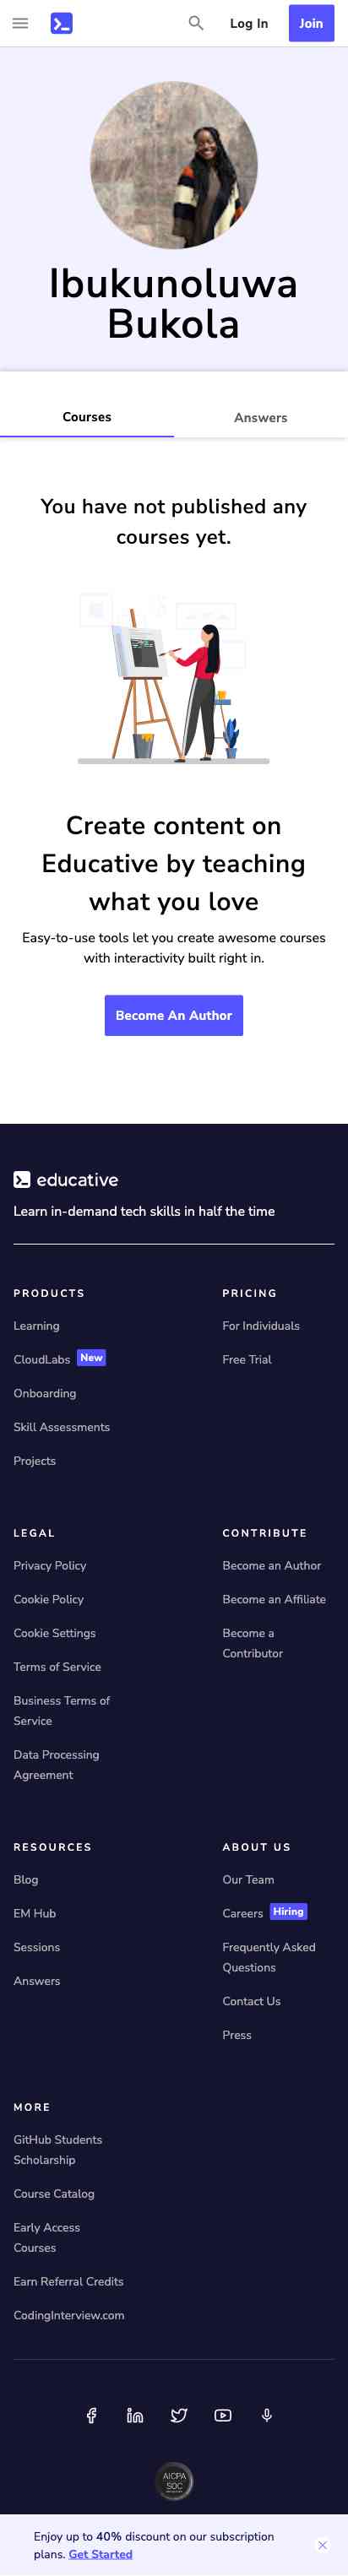 Log In
Join
Ibukunoluwa
Bukola
Courses
Answers
You have not published any
courses yet.
Create content on
Educative by teaching
what you love
Easy-to-use tools let you create awesome courses
with interactivity built right in.
Become An Author
educative
Learn in-demand tech skills in half the time
PRODUCTS
Learning
CloudLabs New
Onboarding
Skill Assessments
Projects
PRICING
For Individuals
Free Trial
LEGAL
Privacy Policy
Cookie Policy
Cookie Settings
Terms of Service
Business Terms of
Service
Data Processing
Agreement
CONTRIBUTE
Become an Author
Become an Affiliate
Become a
Contributor
RESOURCES
Blog
EM Hub
Sessions
Answers
ABOUT US
Our Team
Careers Hiring
Frequently Asked
Questions
Contact Us
Press
MORE
GitHub Students
Scholarship
Course Catalog
Early Access
Courses
Earn Referral Credits
CodingInterview.com
AICPA
SOC
Enjoy up to 40% discount on our subscription
plans. Get Started